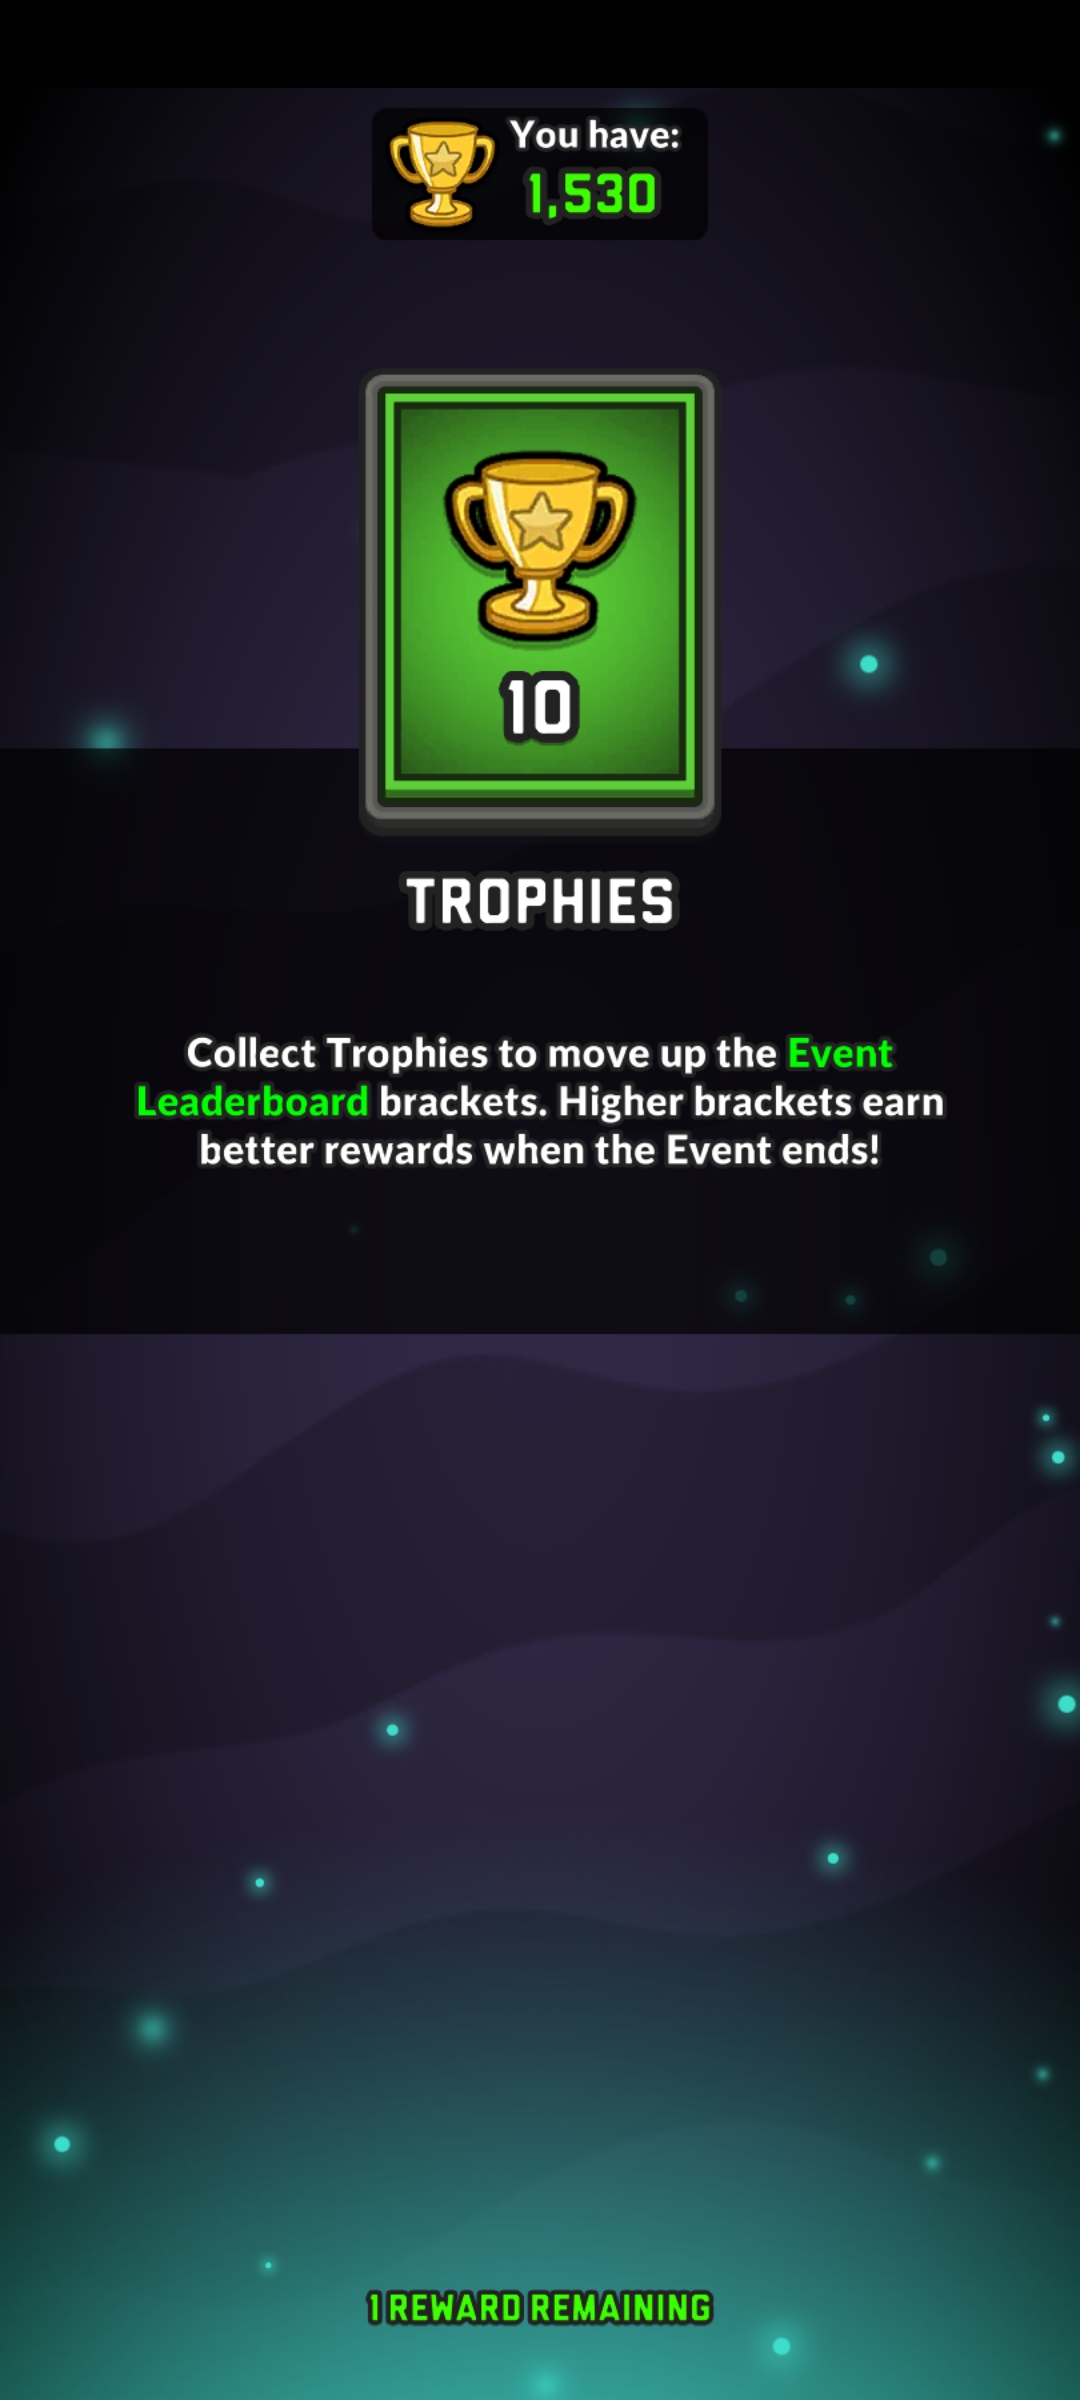 You have:
1,530
10
TROPHIES
Collect Trophies to move up the Event
Leaderboard brackets. Higher brackets earn
better rewards when the Event ends!
1 REWARD REMAINING